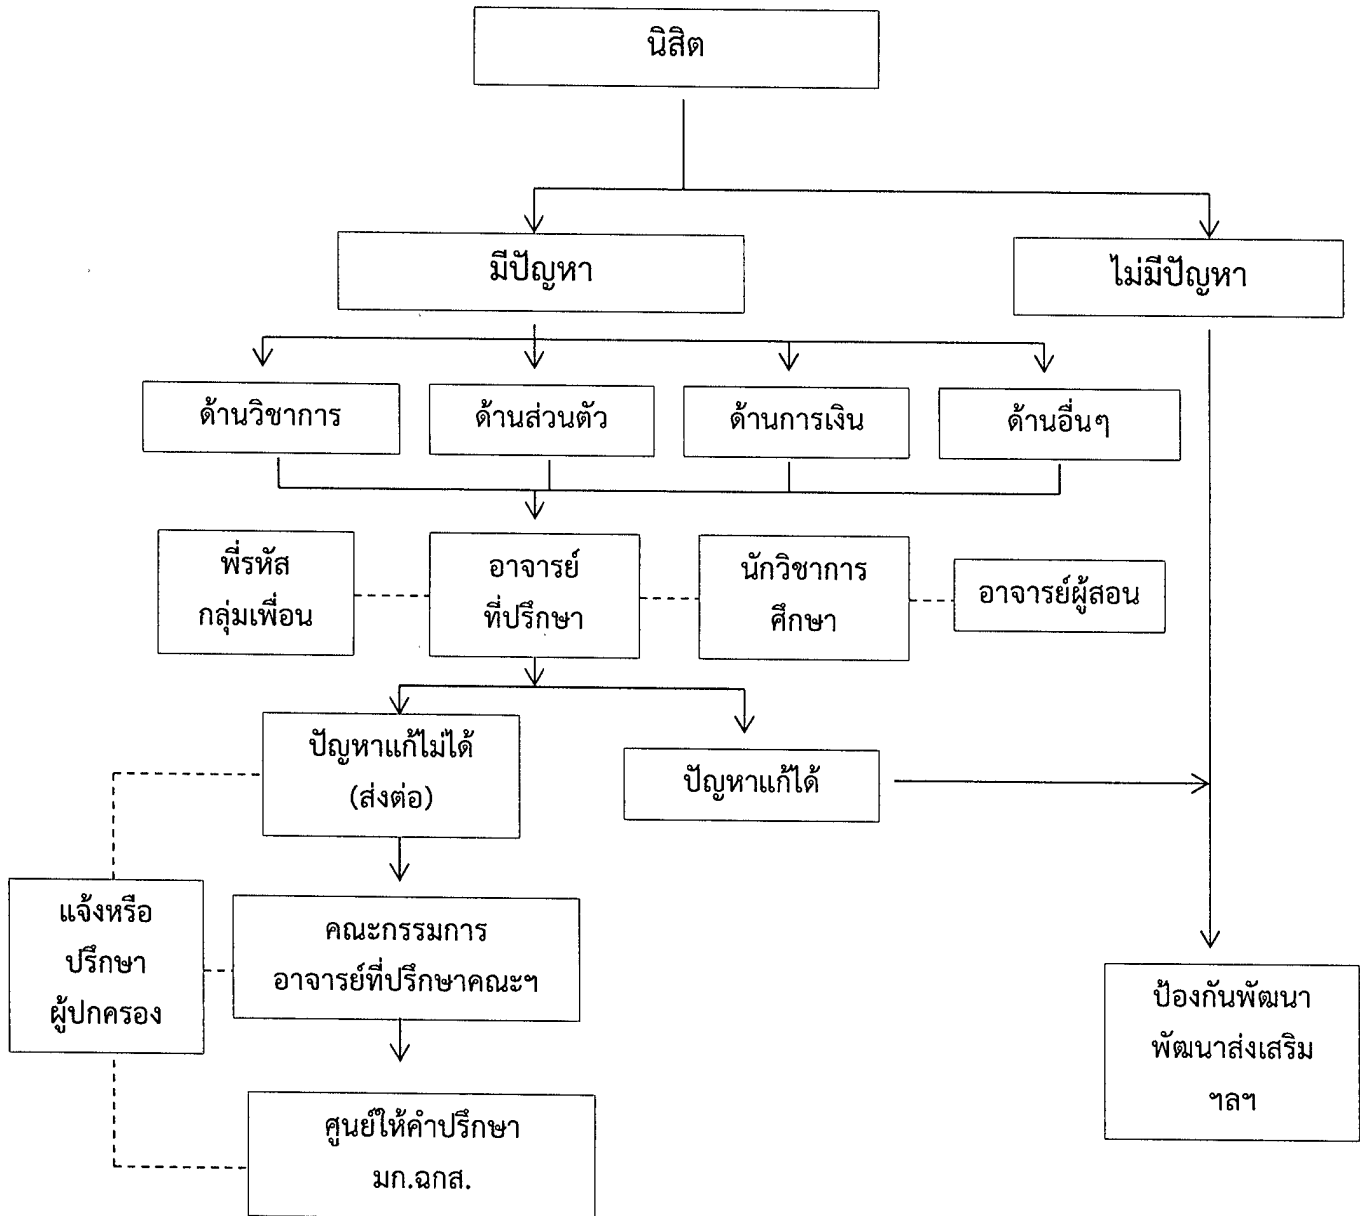 นิสิต
มีปัญหา
ไม่มีปัญหา
ด้านวิชาการ
ด้านส่วนตัว
ด้านการเงิน
ด้านอื่นๆ
พี่รหัส
กลุ่มเพื่อน
อาจารย์
ที่ปรึกษา
นักวิชาการ
ศึกษา
อาจารย์ผู้สอน
ปัญหาแก้ไม่ได้
(ส่งต่อ)
ปัญหาแก้ได้
แจ้งหรือ
ปรึกษา
ผู้ปกครอง
คณะกรรมการ
อาจารย์ที่ปรึกษาคณะฯ
ป้องกันพัฒนา
พัฒนาส่งเสริม
ฯลฯ
ศูนย์ให้คำปรึกษา
มก.ฉกส.